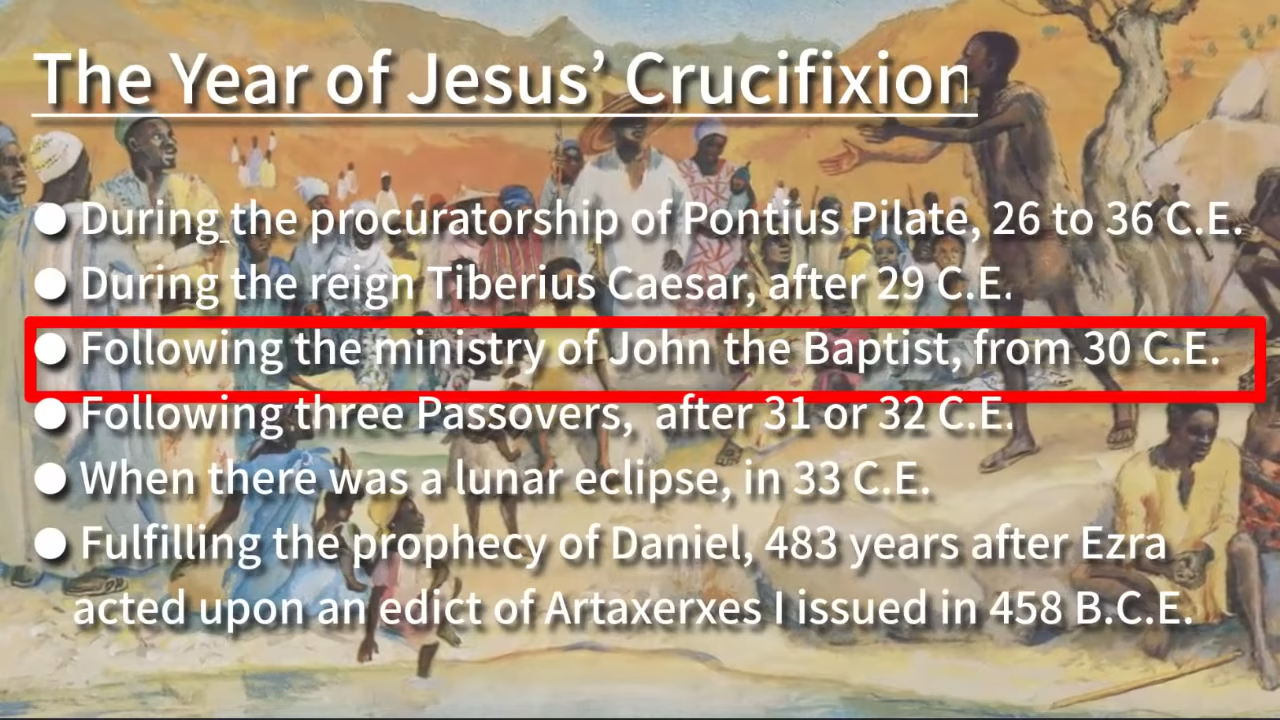 The Year of Jesus’ Crucifixion
● During the procuratorship of Pontius Pilate, 26 to 36 C.E.
● During the reign Tiberius Caesar, after 29 C.E.
● Following the ministry of John the Baptist, from 30 C.E.
● Following three Passovers, after 31 or 32 C.E.
● When there was a lunar eclipse, in 33 C.E.
● Fulfilling the prophecy of Daniel, 483 years after Ezra
acted upon an edict of Artaxerxes I issued in 458 B.C.E.